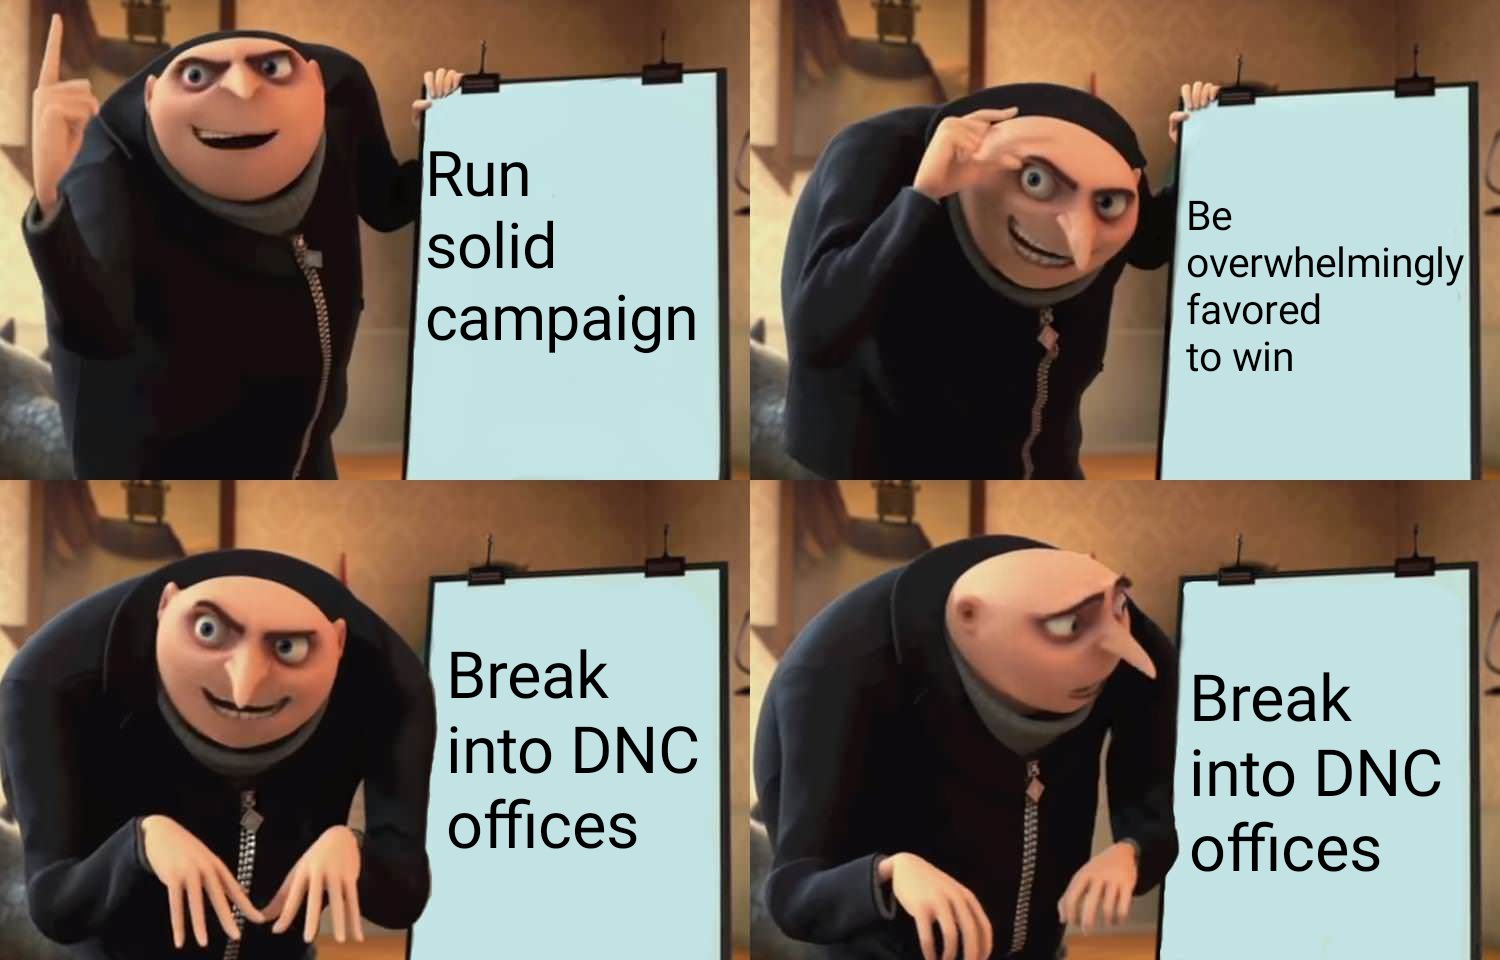 Run
solid
campaign
Be
overwhelmingly
favored
to win
Break
into DNC
offices
Break
into DNC
offices